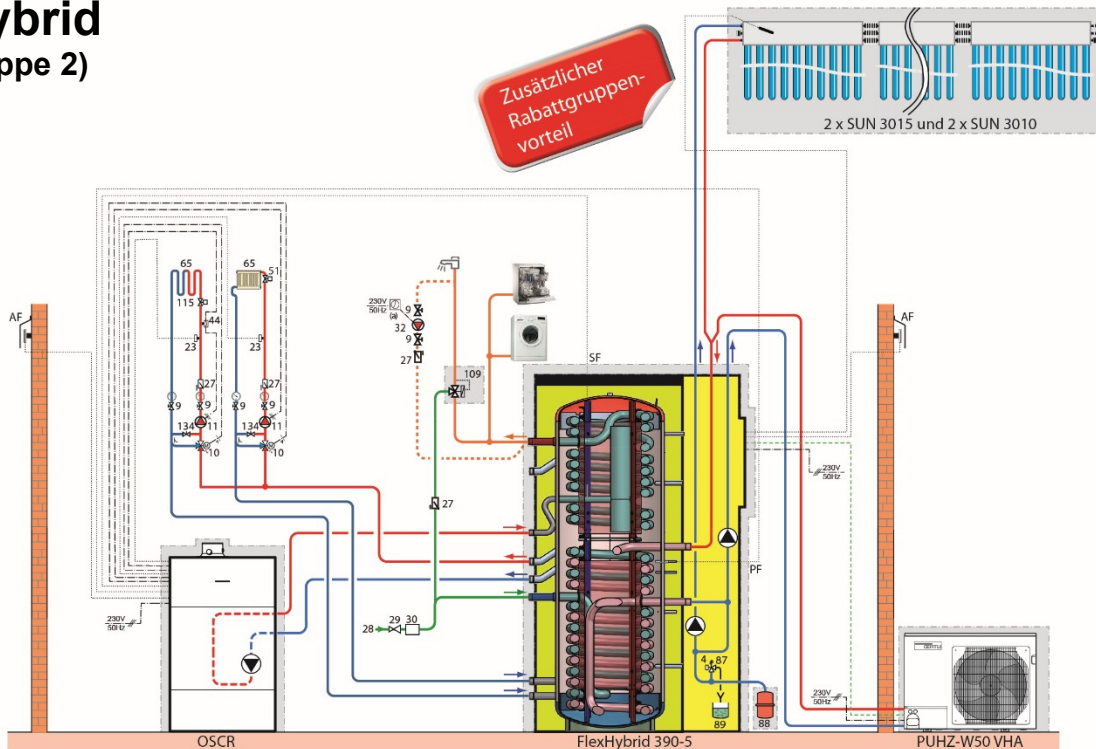 ybrid
ppe 2)
Zusätzlicher
Rabattgruppen-
vorteil
2 x SUN 3015 und 2 x SUN 3010
65
65
51
115
44
23
23
27
27
9
9
9
9
11
11
134
134
10
10
AF
230V
50Hz
(a)
9
32
9
27
109
SF
AF
230V
50Hz
27
PF
28
29
30
230V
50Hz
4
87
89
88
230V
50Hz
OSCR
FlexHybrid 390-5
PUHZ-W50 VHA